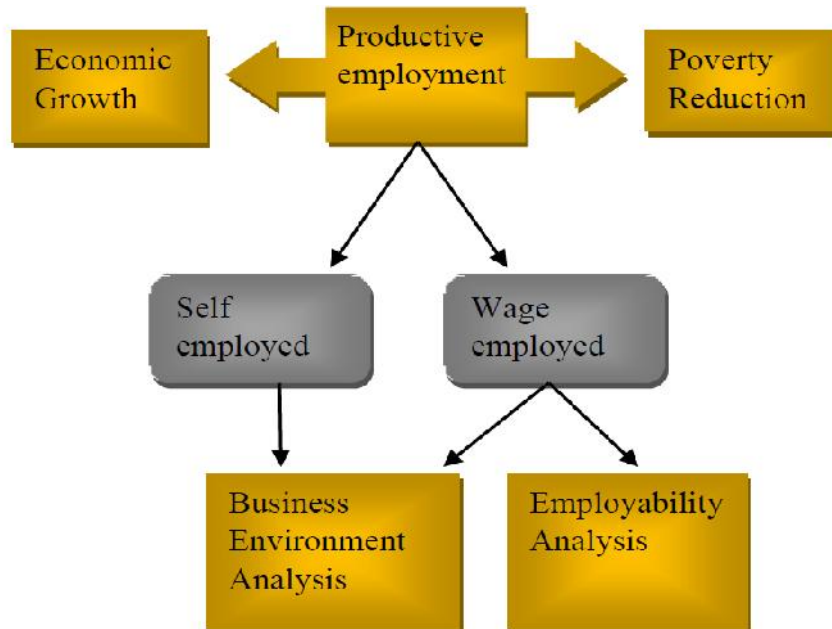 Economic
Growth
Productive
employment
Poverty
Reduction
Self
employed
Wage
employed
Business
Environment
Analysis
Employability
Analysis